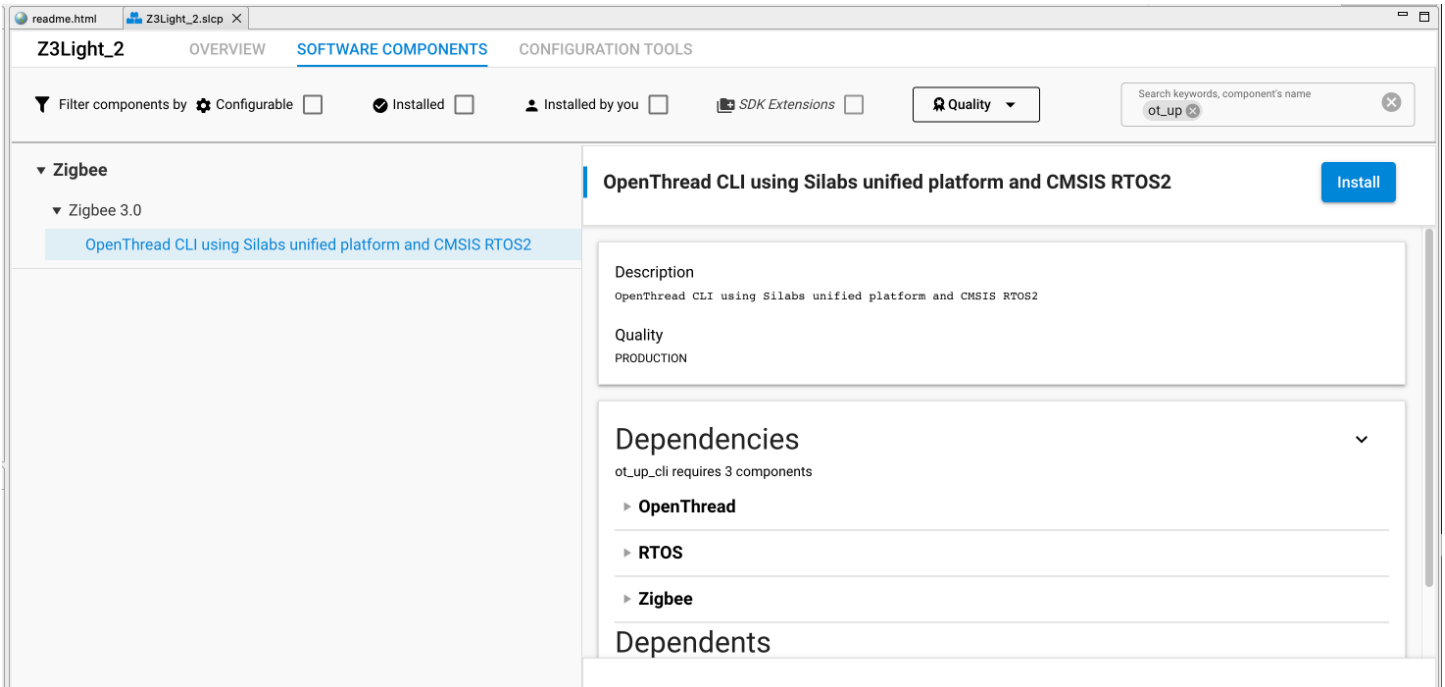 readme.html
Z3Light_2.slcp
Z3Light_2
OVERVIEW
SOFTWARE COMPONENTS
CONFIGURATION TOOLS
Filter components by
Configurable
Installed
Installed by you
SDK Extensions
Quality
Search keywords, component's name
ot_up
Zigbee
Zigbee 3.0
OpenThread CLI using Silabs unified platform and CMSIS RTOS2
OpenThread CLI using Silabs unified platform and CMSIS RTOS2
Install
Description
OpenThread CLI using Silabs unified platform and CMSIS RTOS2
Quality
PRODUCTION
Dependencies
ot_up_cli requires 3 components
OpenThread
RTOS
Zigbee
Dependents